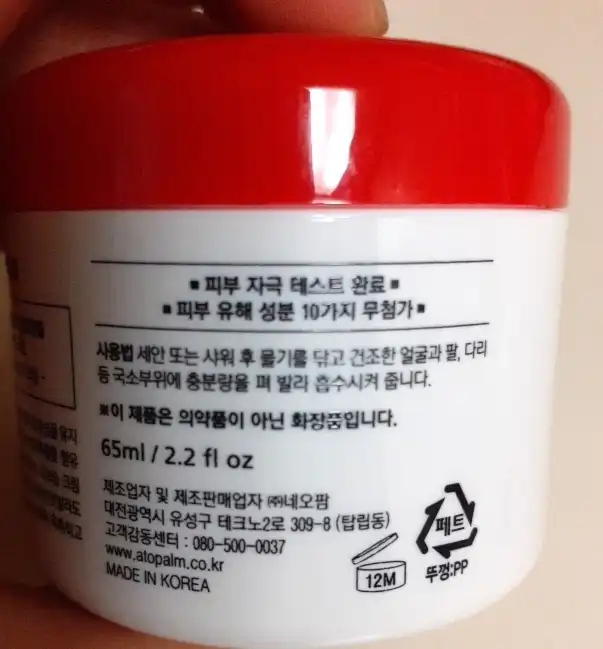 ▪ 피부 자극 테스트 완료 ▪
▪ 피부 유해 성분 10가지 무첨가 ▪
사용법 세안 또는 샤워 후 물기를 닦고 건조한 얼굴과 팔, 다리
등 국소부위에 충분량을 펴 발라 흡수시켜 줍니다.
※이 제품은 의약품이 아닌 화장품입니다.
65ml / 2.2 fl oz
제조업자 및 제조판매업자 ㈜네오팜
대전광역시 유성구 테크노2로 309-8 (탑립동)
고객감동센터 : 080-500-0037
www.atopalm.co.kr
MADE IN KOREA
12M
페트
뚜껑:PP
유지
함유
크림